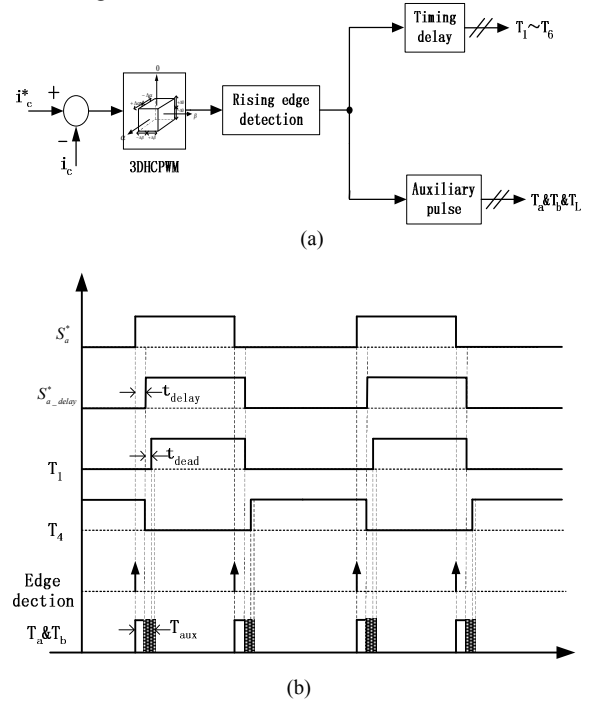 Timing
delay
T1~T6
0
i*c
+
−
ic
α
β
3DHCPWM
Rising edge
detection
Auxiliary
pulse
Ta&Tb&TL
(a)
S*a
S*a_delay
tdelay
T1
tdead
T4
Edge
dection
Ta&Tb
Taux
(b)